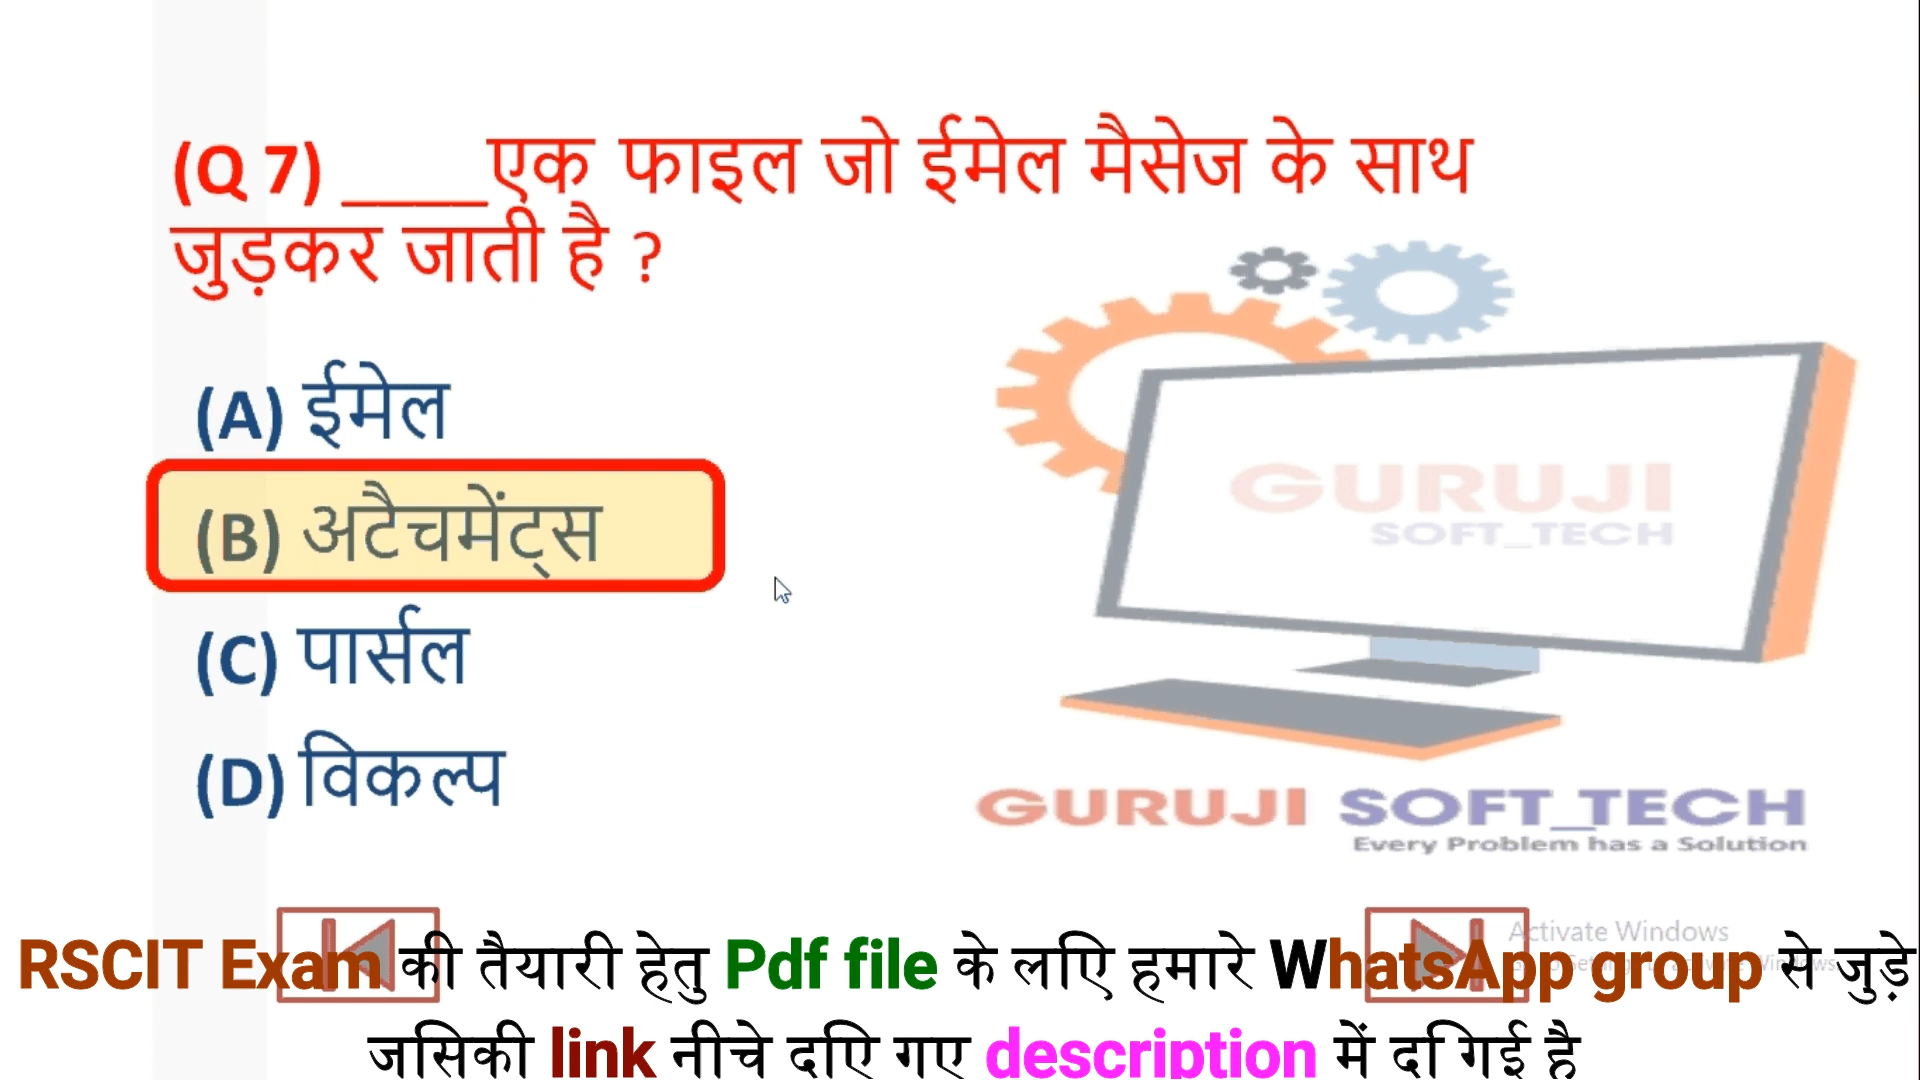 (Q 7) ____एक फाइल जो ईमेल मैसेज के साथ
जुड़कर जाती है ?
(A) ईमेल
(B) अटैचमेंट्स
(C) पार्सल
(D) विकल्प
GURUJI
SOFT_TECH
GURUJI SOFT_TECH
Every Problem has a Solution
Activate Windows
RSCIT Exam की तैयारी हेतु Pdf file के लिए हमारे WhatsApp group से जुड़े
जिसकी link नीचे दिए गए description में दि गई है